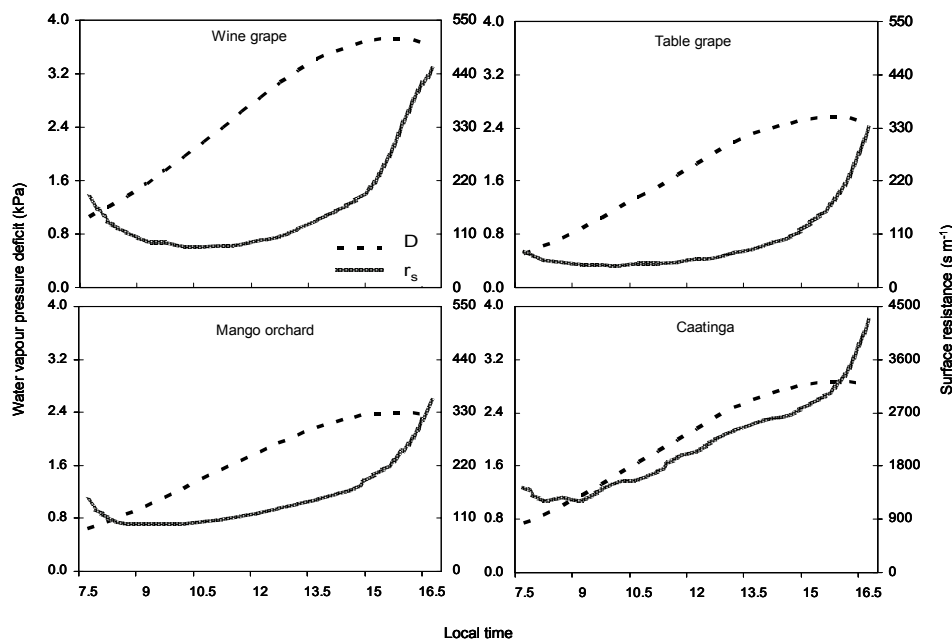 4.0 550
Wine grape
3.2 440
2.4 330
1.6 220
0.8 110
0.0 0
D
r s
4.0 550
Table grape
3.2 440
2.4 330
1.6 220
0.8 110
0.0 0
4.0 550
Mango orchard
3.2 440
2.4 330
1.6 220
0.8 110
0.0 0
7.5 9 10.5 12 13.5 15 16.5
4.0 4500
Caatinga
3.2 3600
2.4 2700
1.6 1800
0.8 900
0.0 0
7.5 9 10.5 12 13.5 15 16.5
Water vapour pressure deficit (kPa)
Surface resistance (s m-1)
Local time